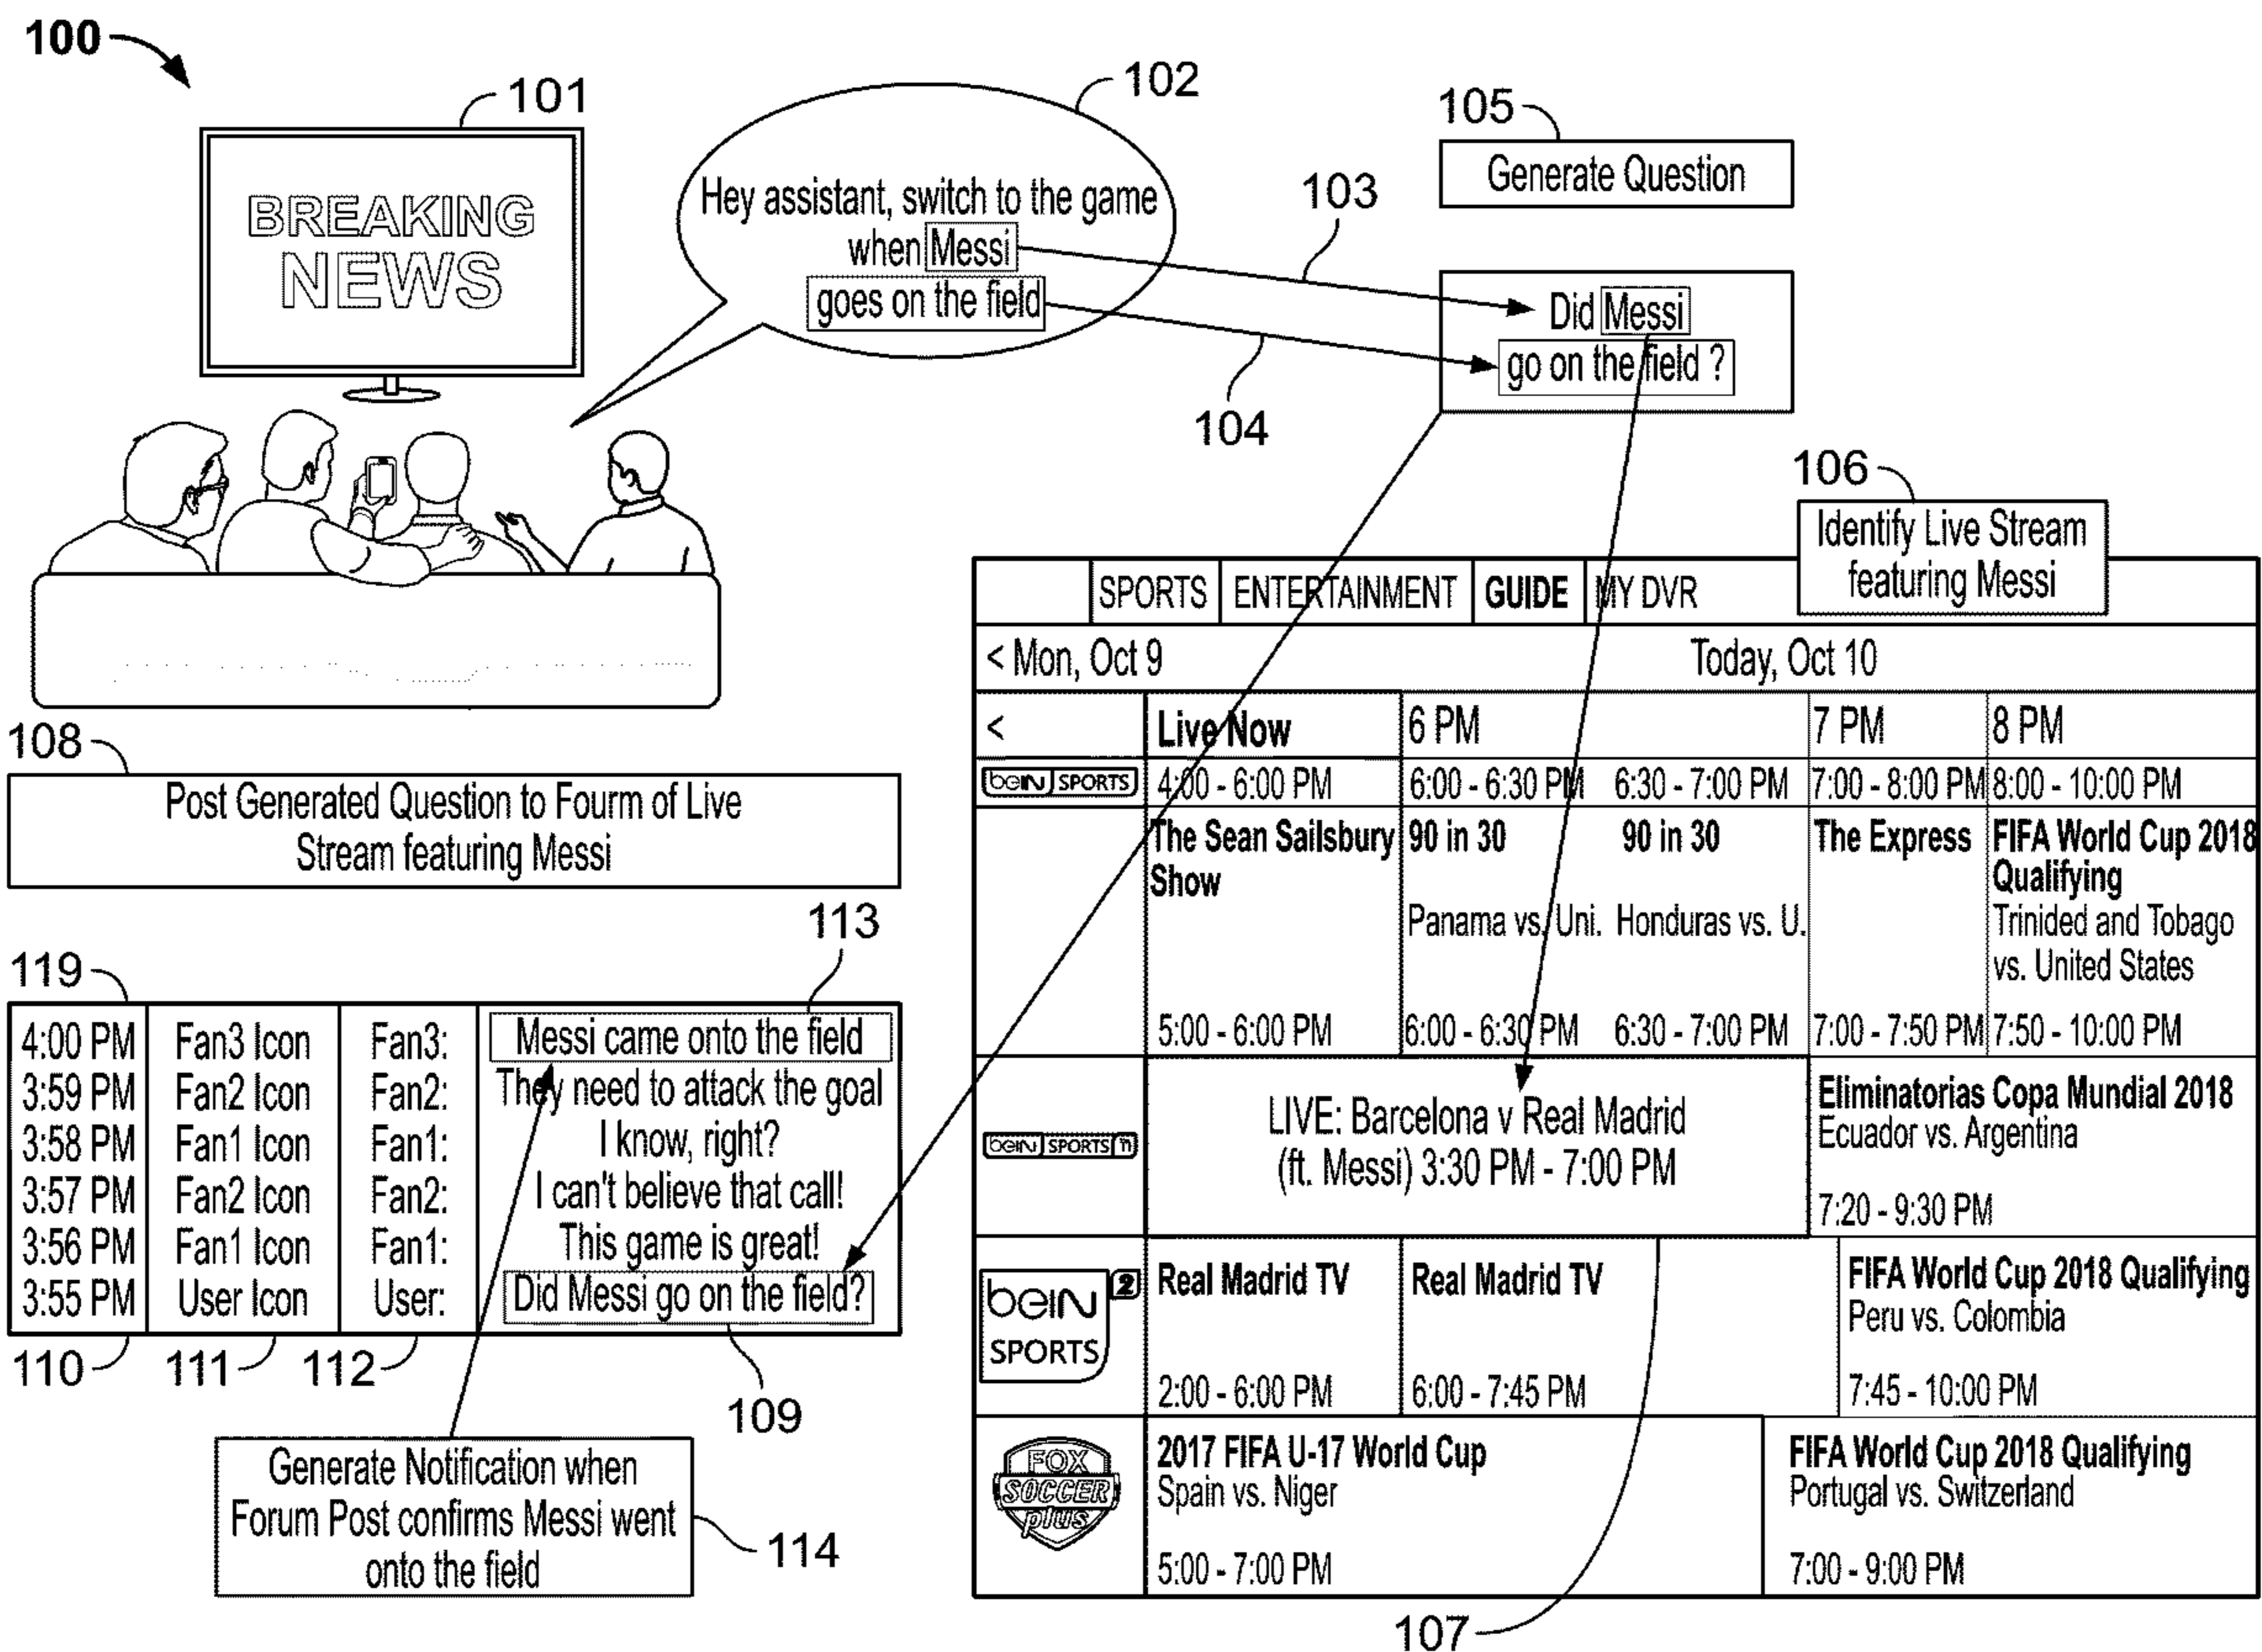 100
101
BREAKING
NEWS
102
Hey assistant, switch to the game
when Messi
goes on the field
103
104
105
Generate Question
Did Messi
go on the field ?
106
Identify Live Stream
featuring Messi
SPORTS ENTERTAINMENT GUIDE MY DVR
< Mon, Oct 9 Today, Oct 10
< Live Now 6 PM 7 PM 8 PM
beIN SPORTS 4:00 - 6:00 PM 6:00 - 6:30 PM 6:30 - 7:00 PM 7:00 - 8:00 PM 8:00 - 10:00 PM
The Sean Sailsbury 90 in 30 90 in 30 The Express FIFA World Cup 2018
Show Qualifying
Panama vs. Uni. Honduras vs. U. Trinided and Tobago
vs. United States
5:00 - 6:00 PM 6:00 - 6:30 PM 6:30 - 7:00 PM 7:00 - 7:50 PM 7:50 - 10:00 PM
beIN SPORTS ñ
LIVE: Barcelona v Real Madrid
(ft. Messi) 3:30 PM - 7:00 PM
Eliminatorias Copa Mundial 2018
Ecuador vs. Argentina
7:20 - 9:30 PM
beIN 2
SPORTS
Real Madrid TV Real Madrid TV FIFA World Cup 2018 Qualifying
Peru vs. Colombia
2:00 - 6:00 PM 6:00 - 7:45 PM 7:45 - 10:00 PM
FOX
SOCCER
plus
2017 FIFA U-17 World Cup FIFA World Cup 2018 Qualifying
Spain vs. Niger Portugal vs. Switzerland
5:00 - 7:00 PM 7:00 - 9:00 PM
107
108
Post Generated Question to Fourm of Live
Stream featuring Messi
113
119
4:00 PM Fan3 Icon Fan3: Messi came onto the field
3:59 PM Fan2 Icon Fan2: They need to attack the goal
3:58 PM Fan1 Icon Fan1: I know, right?
3:57 PM Fan2 Icon Fan2: I can't believe that call!
3:56 PM Fan1 Icon Fan1: This game is great!
3:55 PM User Icon User: Did Messi go on the field?
110 111 112
109
Generate Notification when
Forum Post confirms Messi went
onto the field
114